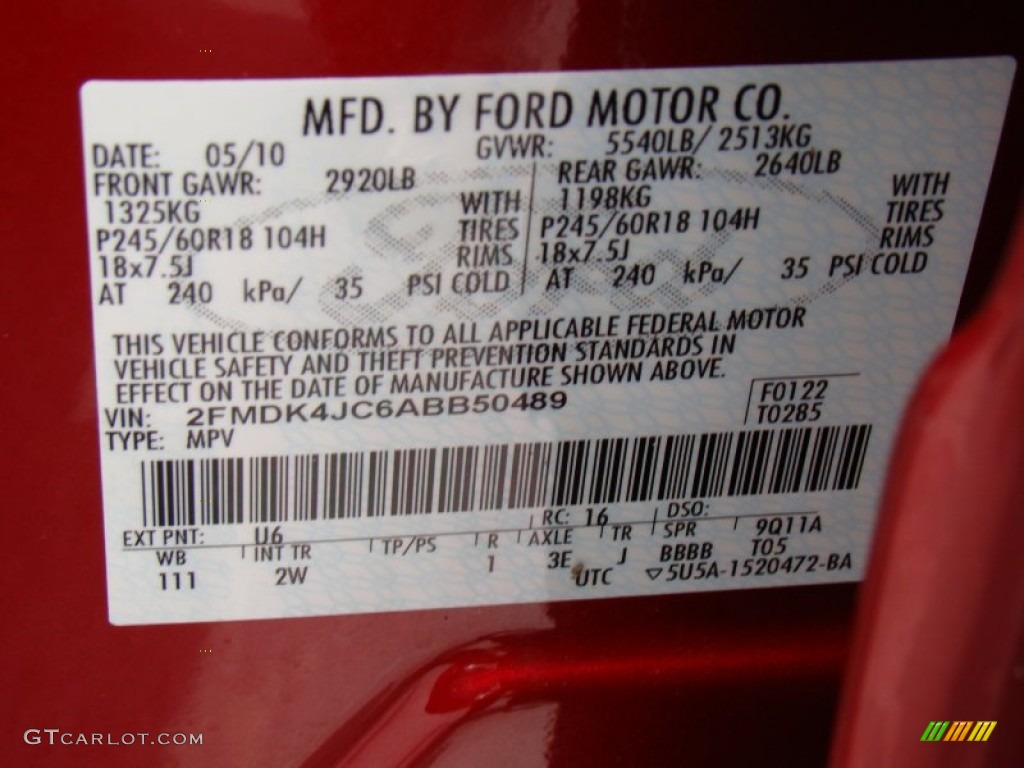 MFD. BY FORD MOTOR CO.
DATE: 05/10 GVWR: 5540LB/ 2513KG
FRONT GAWR: 2920LB REAR GAWR: 2640LB
1325KG WITH 1198KG WITH
P245/60R18 104H TIRES P245/60R18 104H TIRES
18x7.5J RIMS 18x7.5J RIMS
AT 240 kPa/ 35 PSI COLD AT 240 kPa/ 35 PSI COLD
THIS VEHICLE CONFORMS TO ALL APPLICABLE FEDERAL MOTOR
VEHICLE SAFETY AND THEFT PREVENTION STANDARDS IN
EFFECT ON THE DATE OF MANUFACTURE SHOWN ABOVE.
VIN: 2FMDK4JC6ABB50489 F0122
TYPE: MPV T0285
EXT PNT: U6 RC: 16 DSO:
WB INT TR TP/PS R AXLE TR SPR 9Q11A
111 2W 1 3E J BBBB T05
UTC ▽5U5A-1520472-BA
GTCARLOT.COM